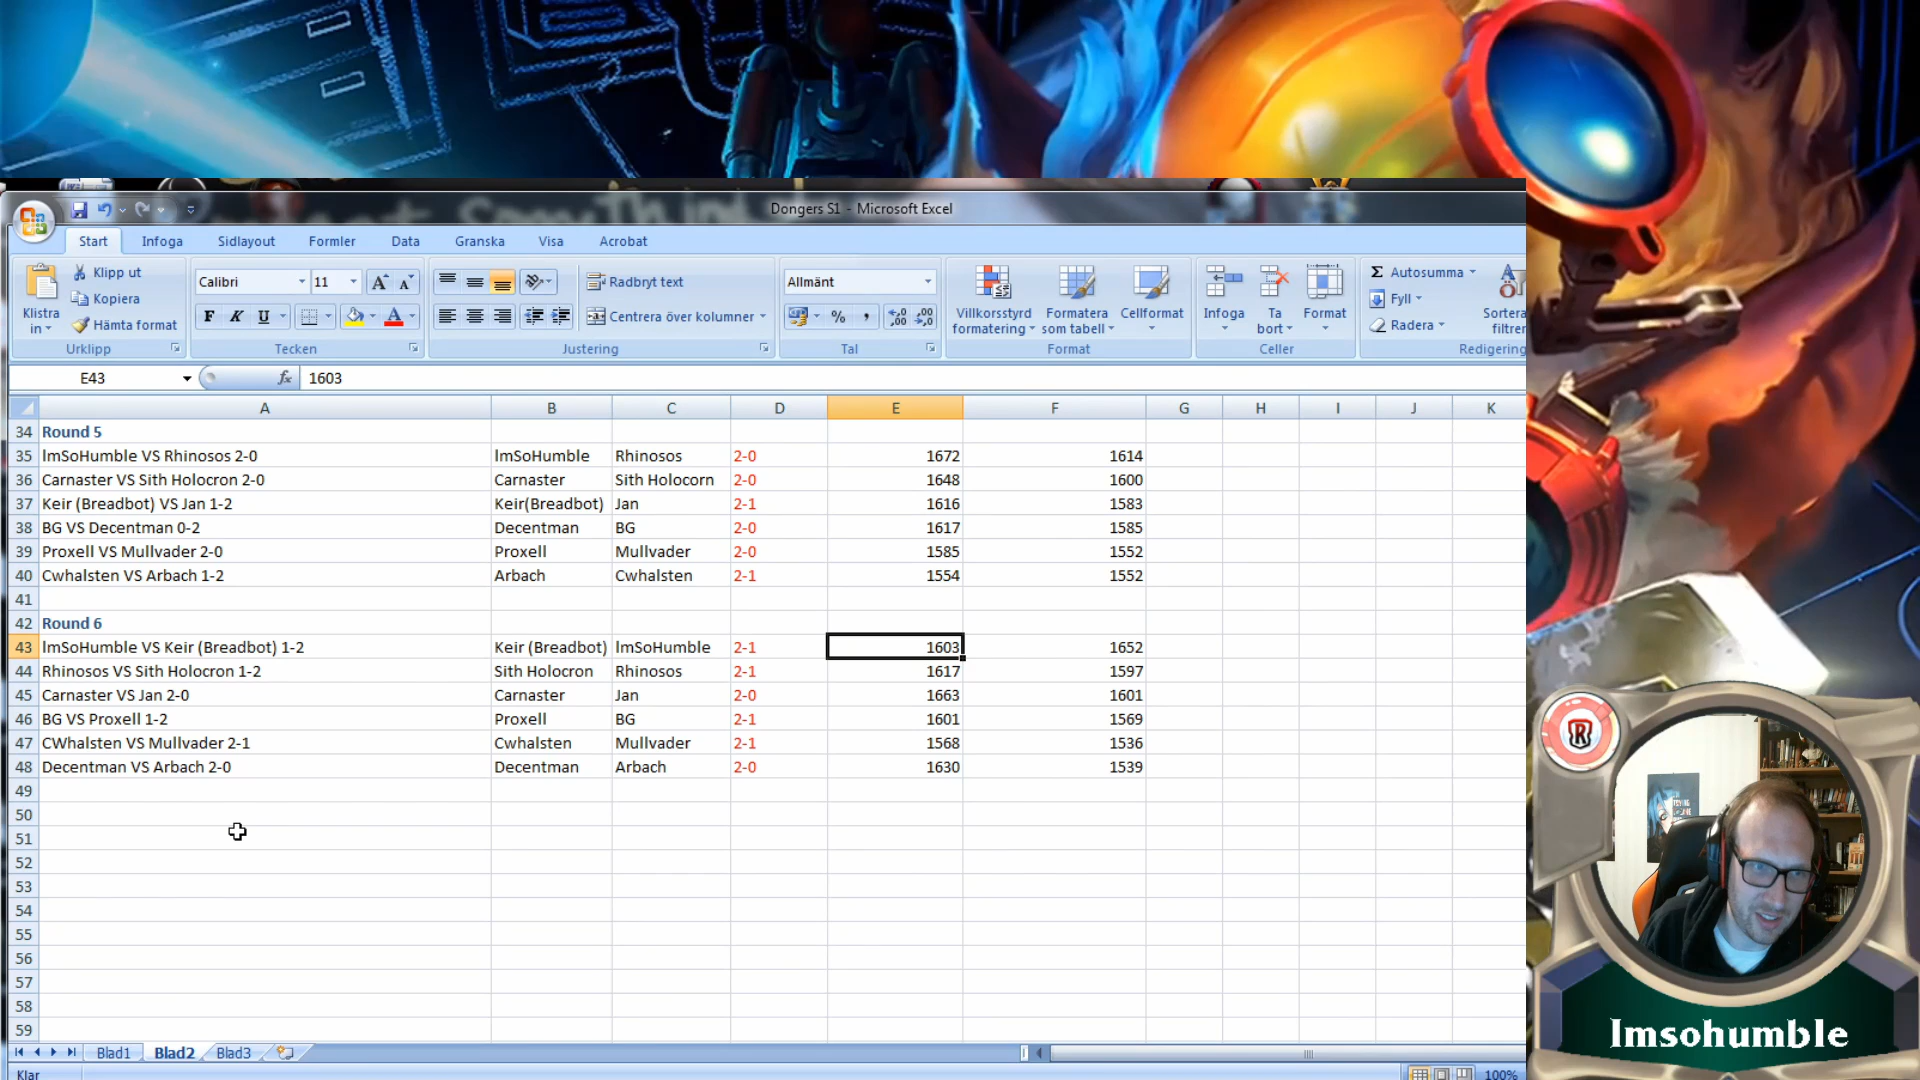 Dongers S1 - Microsoft Excel
Start Infoga Sidlayout Formler Data Granska Visa Acrobat
Klistra in
Klipp ut
Kopiera
Hämta format
Urklipp
Calibri 11
F K U
Tecken
Radbryt text
Centrera över kolumner
Justering
Allmänt
%
Tal
Villkorsstyrd formatering
Formatera som tabell
Cellformat
Format
Infoga
Ta bort
Format
Celler
Σ Autosumma
Fyll
Radera
Sortera
filter
Redigering
E43 fx 1603
A B C D E F G H I J K
34 Round 5
35 ImSoHumble VS Rhinosos 2-0 ImSoHumble Rhinosos 2-0 1672 1614
36 Carnaster VS Sith Holocron 2-0 Carnaster Sith Holocorn 2-0 1648 1600
37 Keir (Breadbot) VS Jan 1-2 Keir(Breadbot) Jan 2-1 1616 1583
38 BG VS Decentman 0-2 Decentman BG 2-0 1617 1585
39 Proxell VS Mullvader 2-0 Proxell Mullvader 2-0 1585 1552
40 Cwhalsten VS Arbach 1-2 Arbach Cwhalsten 2-1 1554 1552
41
42 Round 6
43 ImSoHumble VS Keir (Breadbot) 1-2 Keir (Breadbot) ImSoHumble 2-1 1603 1652
44 Rhinosos VS Sith Holocron 1-2 Sith Holocron Rhinosos 2-1 1617 1597
45 Carnaster VS Jan 2-0 Carnaster Jan 2-0 1663 1601
46 BG VS Proxell 1-2 Proxell BG 2-1 1601 1569
47 CWhalsten VS Mullvader 2-1 Cwhalsten Mullvader 2-1 1568 1536
48 Decentman VS Arbach 2-0 Decentman Arbach 2-0 1630 1539
49
50
51
52
53
54
55
56
57
58
59
Blad1 Blad2 Blad3
Klar 100%
R
Imsohumble